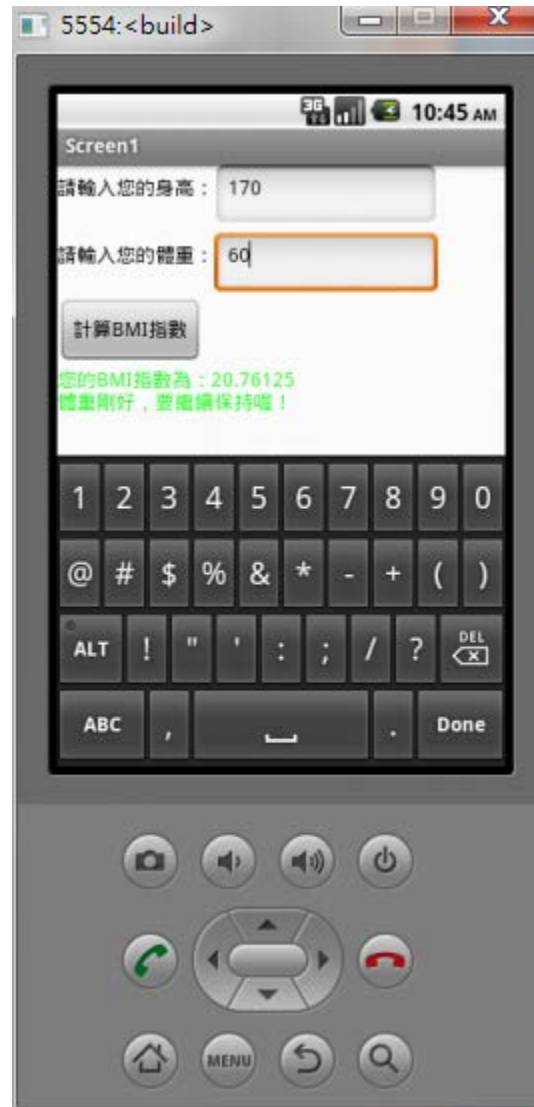 5554:<build>
3G 10:45 AM
Screen1
請輸入您的身高： 170
請輸入您的體重： 60
計算BMI指數
您的BMI指數為：20.76125
體重剛好，要繼續保持喔！
1 2 3 4 5 6 7 8 9 0
@ # $ % & * - + ( )
ALT ! " ' : ; / ? DEL
ABC , . Done
MENU